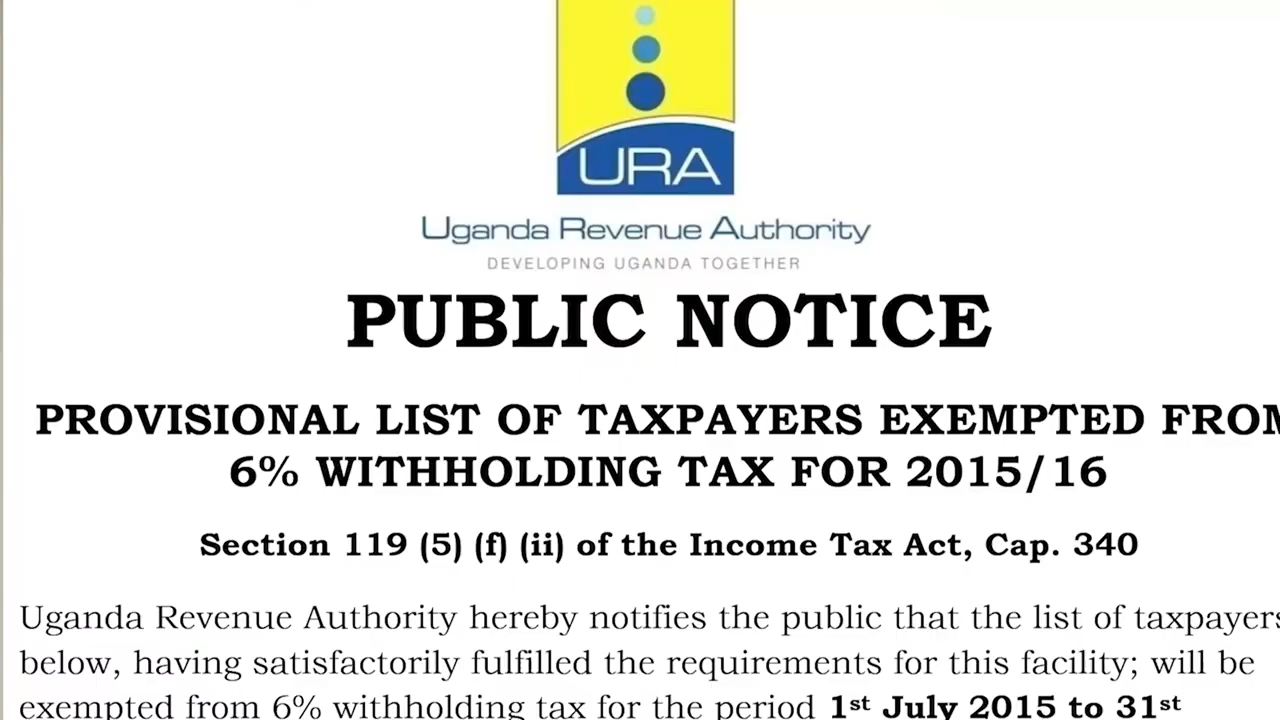 URA
Uganda Revenue Authority
DEVELOPING UGANDA TOGETHER
PUBLIC NOTICE
PROVISIONAL LIST OF TAXPAYERS EXEMPTED FROM
6% WITHHOLDING TAX FOR 2015/16
Section 119 (5) (f) (ii) of the Income Tax Act, Cap. 340
Uganda Revenue Authority hereby notifies the public that the list of taxpayers
below, having satisfactorily fulfilled the requirements for this facility; will be
exempted from 6% withholding tax for the period 1st July 2015 to 31st